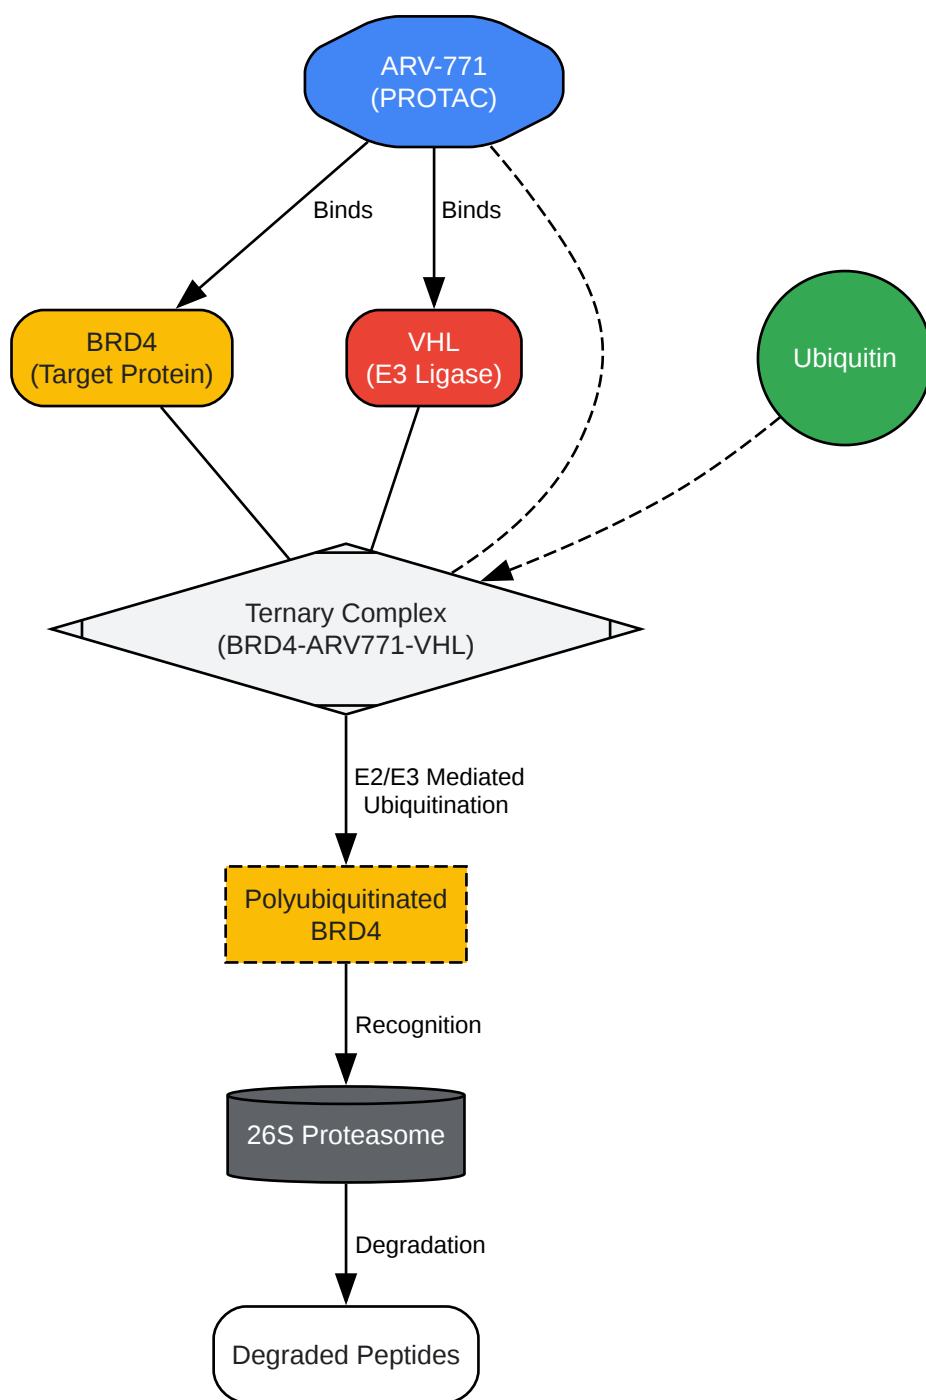 ARV-771
(PROTAC)
Binds
Binds
BRD4
(Target Protein)
VHL
(E3 Ligase)
Ubiquitin
Ternary Complex
(BRD4-ARV771-VHL)
E2/E3 Mediated
Ubiquitination
Polyubiquitinated
BRD4
Recognition
26S Proteasome
Degradation
Degraded Peptides